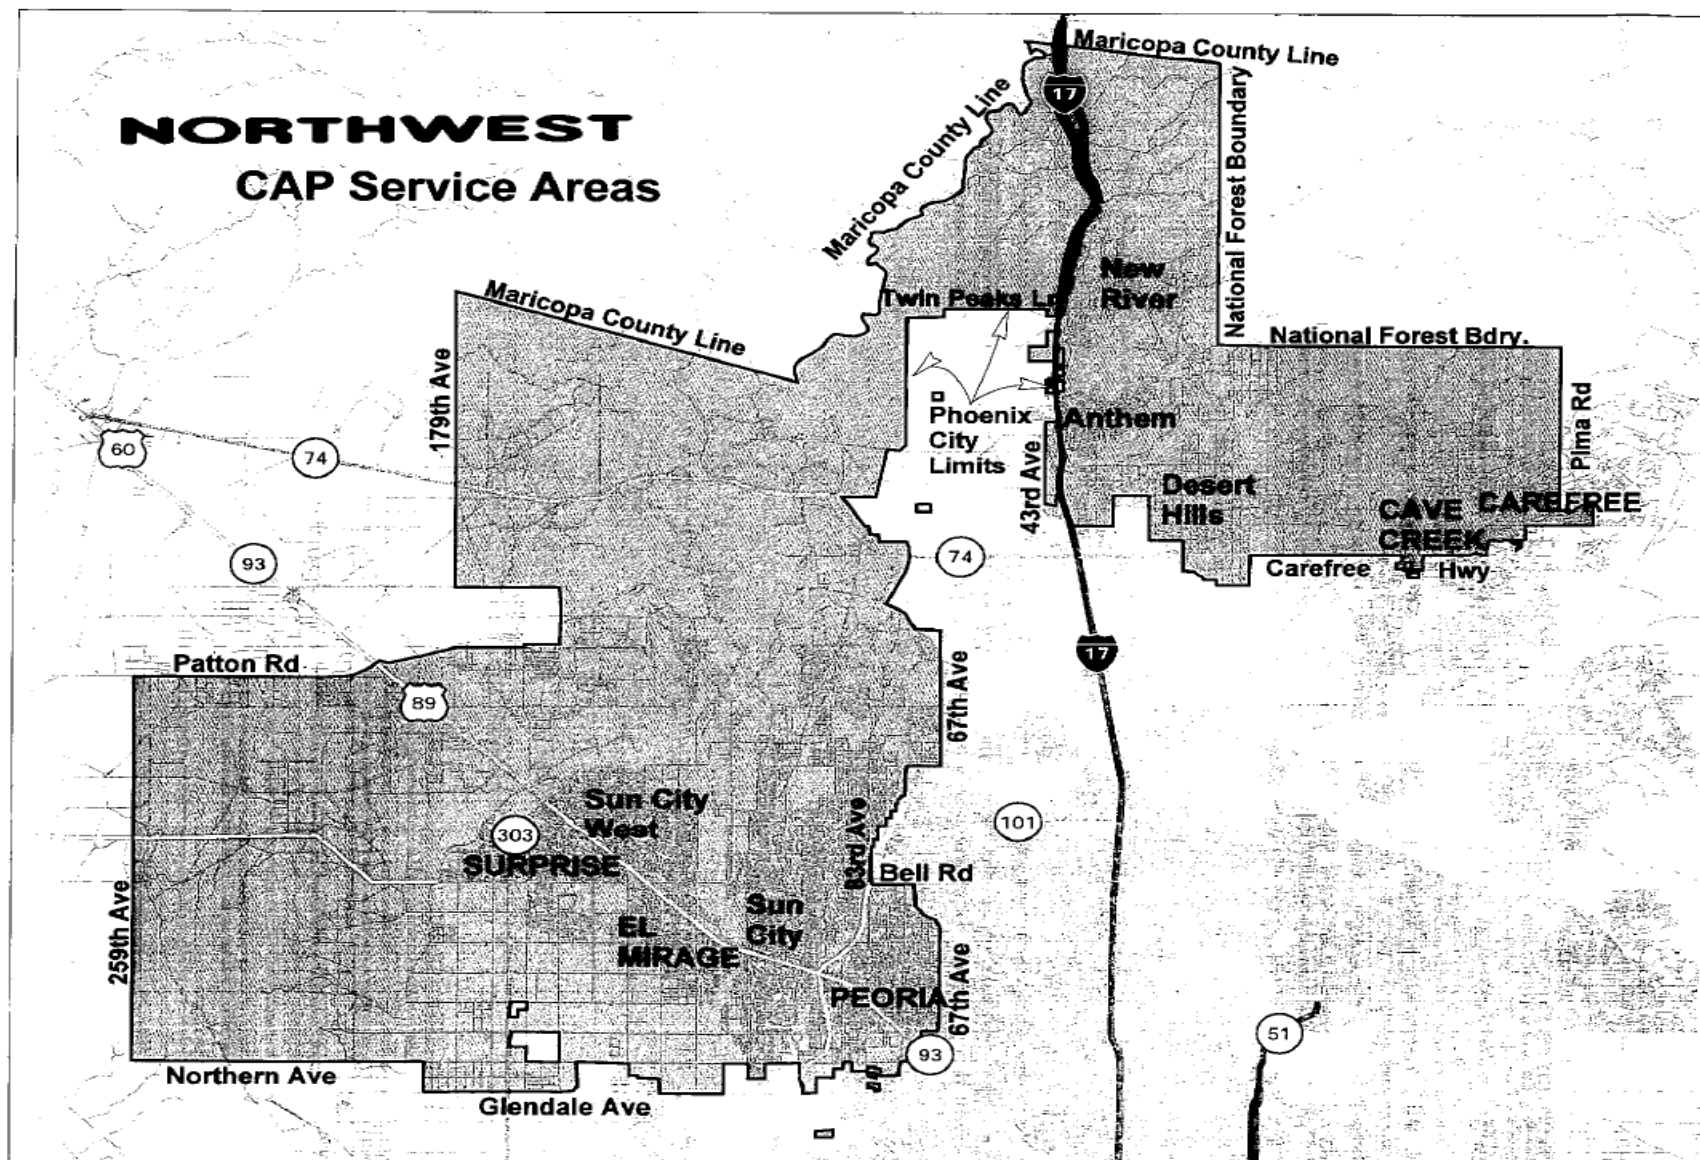 Maricopa County Line
17
NORTHWEST
CAP Service Areas
Maricopa County Line
National Forest Boundary
New
River
Twin Peaks Ln
Maricopa County Line
National Forest Bdry.
179th Ave
Pima Rd
Phoenix
City
Limits
Anthem
60
74
43rd Ave
Desert
Hills
CAVE
CREEK
CAREFREE
93
74
Carefree Hwy
17
Patton Rd
67th Ave
89
Sun City
West
303
SURPRISE
83rd Ave
101
Bell Rd
259th Ave
Sun
City
EL
MIRAGE
PEORIA
67th Ave
51
93
Northern Ave
Glendale Ave